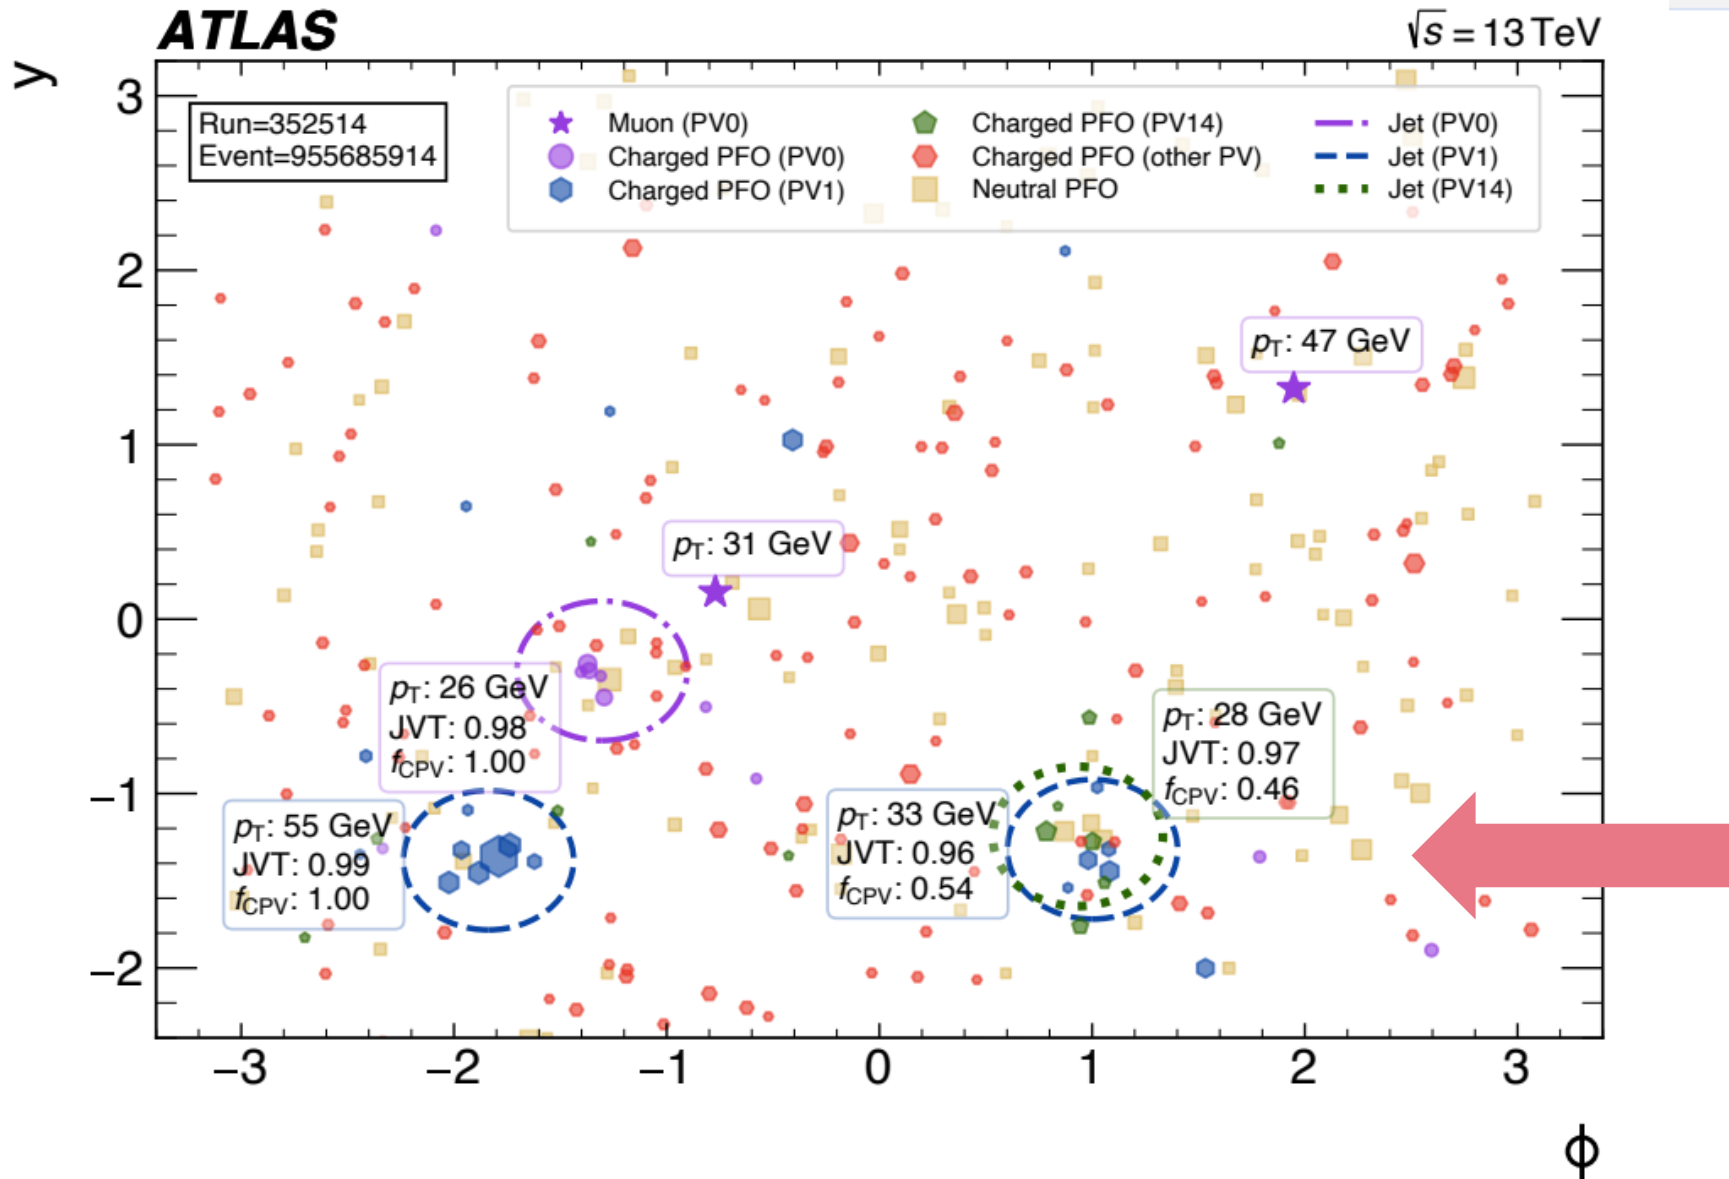 ATLAS
√s = 13 TeV
y
Run=352514
Event=955685914
Muon (PV0)
Charged PFO (PV0)
Charged PFO (PV1)
Charged PFO (PV14)
Charged PFO (other PV)
Neutral PFO
Jet (PV0)
Jet (PV1)
Jet (PV14)
3
2
1
0
−1
−2
pT: 47 GeV
pT: 31 GeV
pT: 26 GeV
JVT: 0.98
fCPV: 1.00
pT: 28 GeV
JVT: 0.97
fCPV: 0.46
pT: 55 GeV
JVT: 0.99
fCPV: 1.00
pT: 33 GeV
JVT: 0.96
fCPV: 0.54
−3 −2 −1 0 1 2 3
ϕ